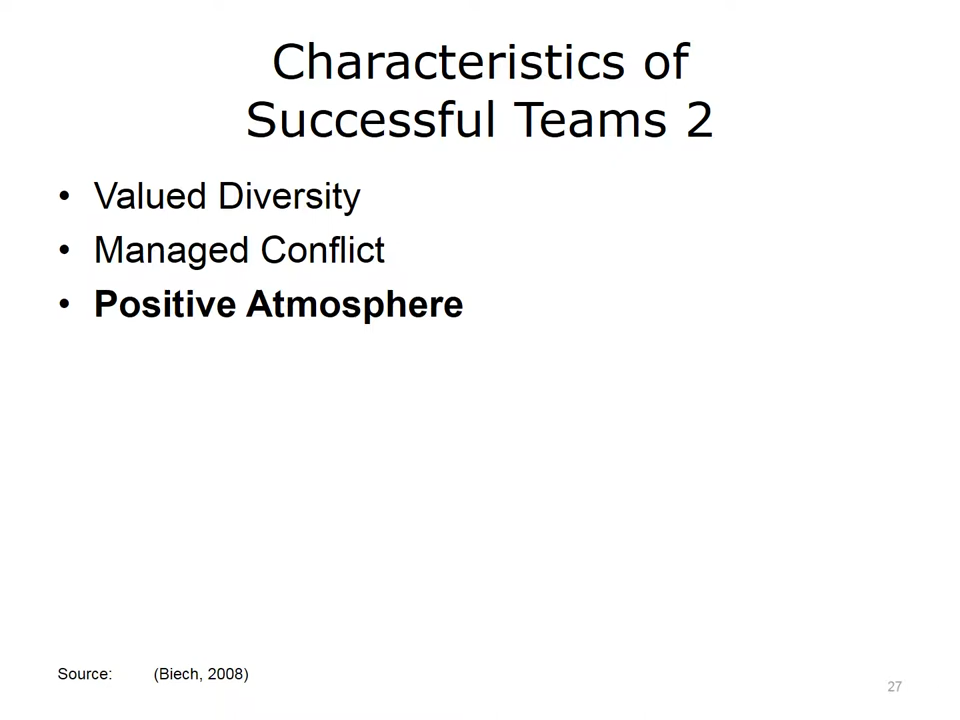 Characteristics of
Successful Teams 2
• Valued Diversity
• Managed Conflict
• Positive Atmosphere
Source: (Biech, 2008)
27